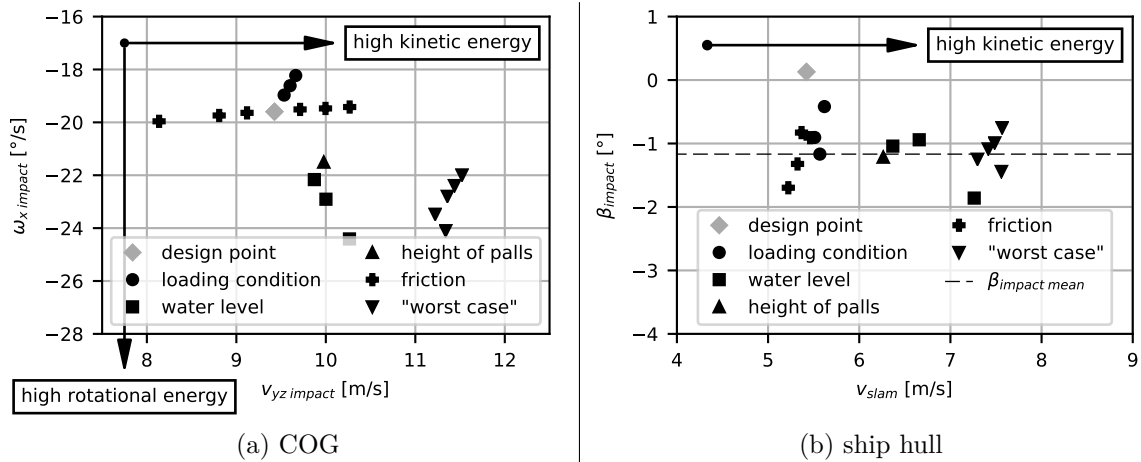 −16
−18
−20
−22
−24
−26
−28
ω_x impact [°/s]
high kinetic energy
design point
loading condition
water level
height of palls
friction
"worst case"
8 9 10 11 12
high rotational energy
v_yz impact [m/s]
(a) COG
1
0
−1
−2
−3
−4
β_impact [°]
high kinetic energy
design point
loading condition
water level
height of palls
friction
"worst case"
β_impact mean
4 5 6 7 8 9
v_slam [m/s]
(b) ship hull